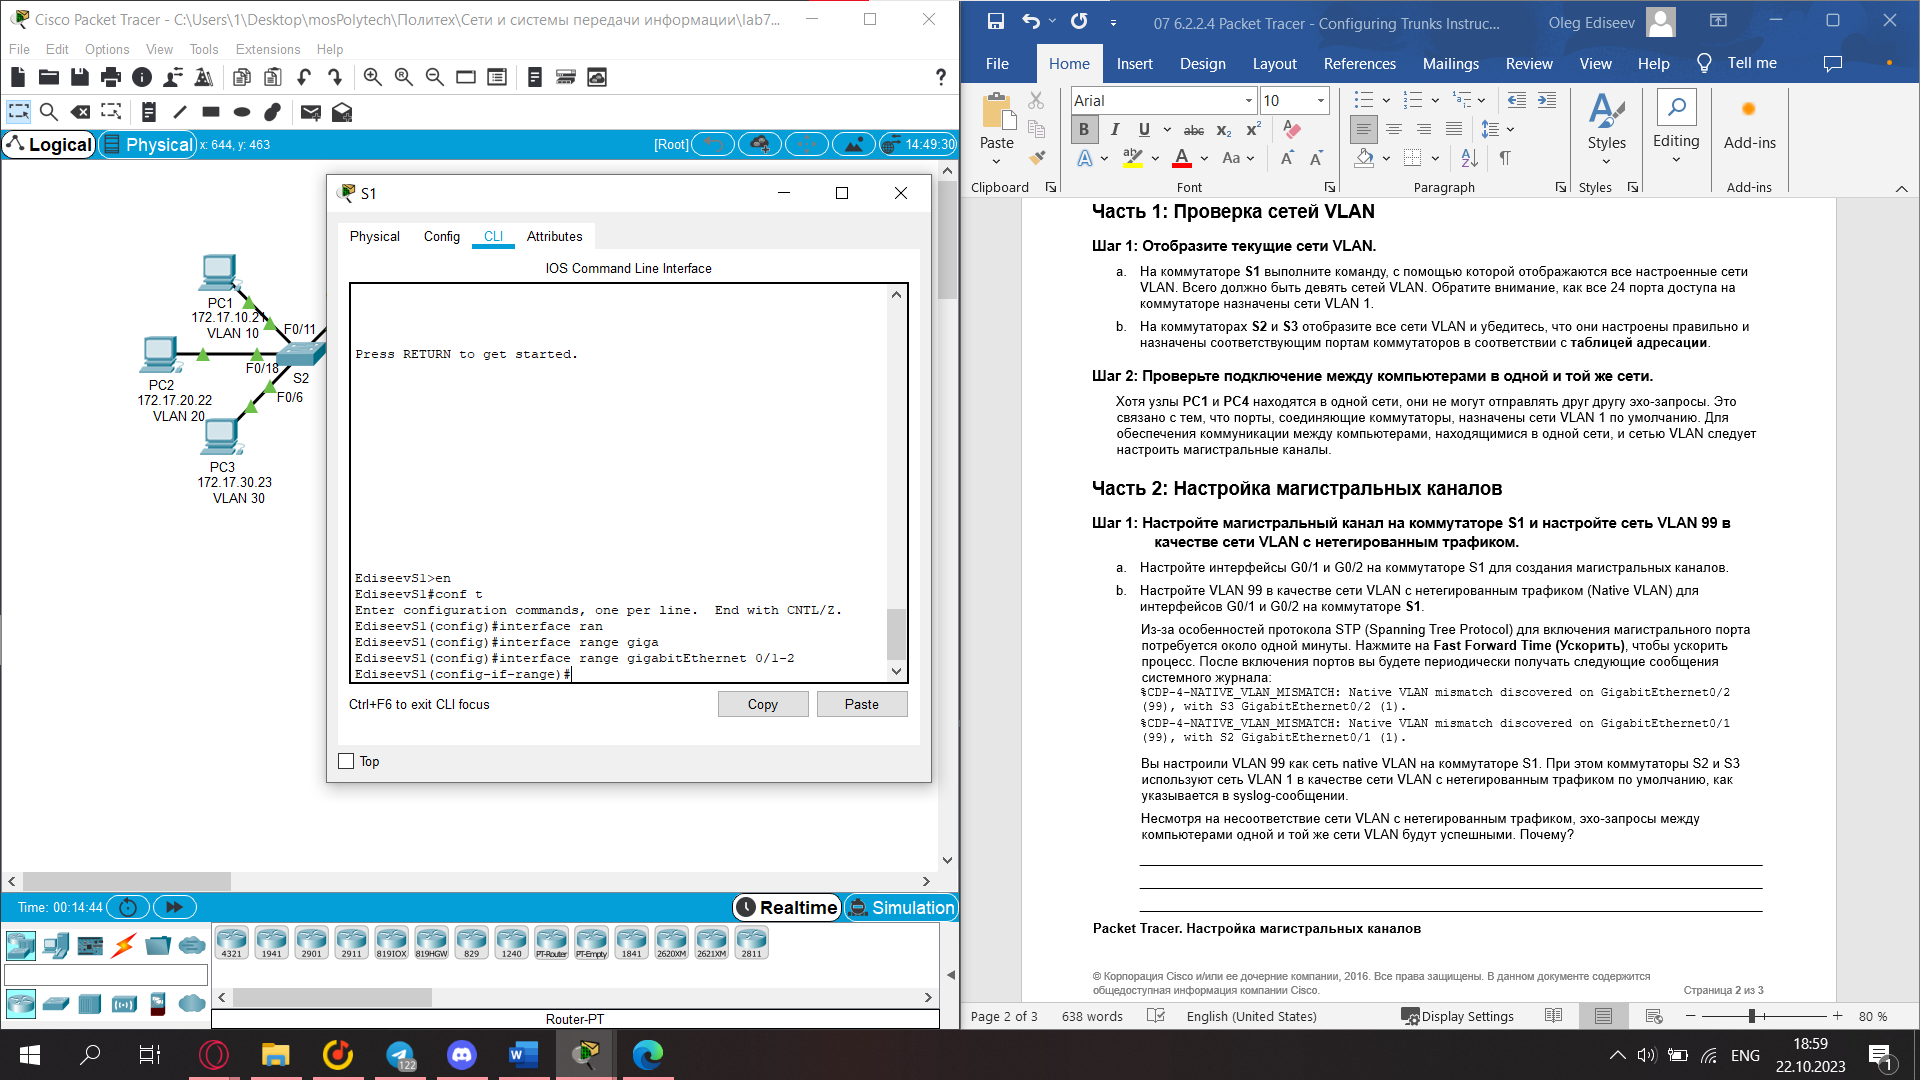 Cisco Packet Tracer - C:\Users\1\Desktop\mosPolytech\Политех\Сети и системы передачи информации\lab7...
File Edit Options View Tools Extensions Help
Logical Physical x: 644, y: 463 [Root] 14:49:30
S1
Physical Config CLI Attributes
IOS Command Line Interface
Press RETURN to get started.
EdiseevS1>en
EdiseevS1#conf t
Enter configuration commands, one per line. End with CNTL/Z.
EdiseevS1(config)#interface ran
EdiseevS1(config)#interface range giga
EdiseevS1(config)#interface range gigabitEthernet 0/1-2
EdiseevS1(config-if-range)#
Ctrl+F6 to exit CLI focus
Copy Paste
Top
PC1
172.17.10.21
VLAN 10
F0/11
PC2
172.17.20.22
VLAN 20
F0/18
S2
F0/6
PC3
172.17.30.23
VLAN 30
Time: 00:14:44
Realtime Simulation
4321 1941 2901 2911 819IOX 819HGW 829 1240 PT-Router PT-Empty 1841 2620XM 2621XM 2811
Router-PT
07 6.2.2.4 Packet Tracer - Configuring Trunks Instruc...
Oleg Ediseev
File Home Insert Design Layout References Mailings Review View Help Tell me
Arial 10
Paste
Styles
Editing
Add-ins
Clipboard Font Paragraph Styles Add-ins
Часть 1: Проверка сетей VLAN
Шаг 1: Отобразите текущие сети VLAN.
a. На коммутаторе S1 выполните команду, с помощью которой отображаются все настроенные сети
VLAN. Всего должно быть девять сетей VLAN. Обратите внимание, как все 24 порта доступа на
коммутаторе назначены сети VLAN 1.
b. На коммутаторах S2 и S3 отобразите все сети VLAN и убедитесь, что они настроены правильно и
назначены соответствующим портам коммутаторов в соответствии с таблицей адресации.
Шаг 2: Проверьте подключение между компьютерами в одной и той же сети.
Хотя узлы PC1 и PC4 находятся в одной сети, они не могут отправлять друг другу эхо-запросы. Это
связано с тем, что порты, соединяющие коммутаторы, назначены сети VLAN 1 по умолчанию. Для
обеспечения коммуникации между компьютерами, находящимися в одной сети, и сетью VLAN следует
настроить магистральные каналы.
Часть 2: Настройка магистральных каналов
Шаг 1: Настройте магистральный канал на коммутаторе S1 и настройте сеть VLAN 99 в
качестве сети VLAN с нетегированным трафиком.
a. Настройте интерфейсы G0/1 и G0/2 на коммутаторе S1 для создания магистральных каналов.
b. Настройте VLAN 99 в качестве сети VLAN с нетегированным трафиком (Native VLAN) для
интерфейсов G0/1 и G0/2 на коммутаторе S1.
Из-за особенностей протокола STP (Spanning Tree Protocol) для включения магистрального порта
потребуется около одной минуты. Нажмите на Fast Forward Time (Ускорить), чтобы ускорить
процесс. После включения портов вы будете периодически получать следующие сообщения
системного журнала:
%CDP-4-NATIVE_VLAN_MISMATCH: Native VLAN mismatch discovered on GigabitEthernet0/2
(99), with S3 GigabitEthernet0/2 (1).
%CDP-4-NATIVE_VLAN_MISMATCH: Native VLAN mismatch discovered on GigabitEthernet0/1
(99), with S2 GigabitEthernet0/1 (1).
Вы настроили VLAN 99 как сеть native VLAN на коммутаторе S1. При этом коммутаторы S2 и S3
используют сеть VLAN 1 в качестве сети VLAN с нетегированным трафиком по умолчанию, как
указывается в syslog-сообщении.
Несмотря на несоответствие сети VLAN с нетегированным трафиком, эхо-запросы между
компьютерами одной и той же сети VLAN будут успешными. Почему?
Packet Tracer. Настройка магистральных каналов
© Корпорация Cisco и/или ее дочерние компании, 2016. Все права защищены. В данном документе содержится
общедоступная информация компании Cisco. Страница 2 из 3
Page 2 of 3 638 words English (United States) Display Settings 80 %
122
ENG
18:59
22.10.2023
1